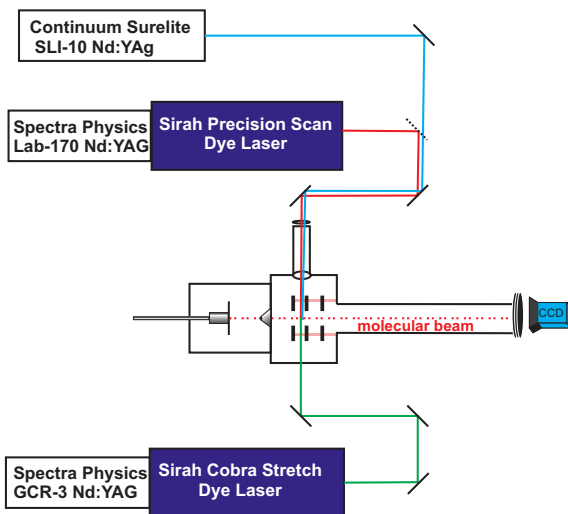 Continuum Surelite
SLI-10 Nd:YAg
Spectra Physics
Lab-170 Nd:YAG
Sirah Precision Scan
Dye Laser
CCD
molecular beam
Spectra Physics
GCR-3 Nd:YAG
Sirah Cobra Stretch
Dye Laser